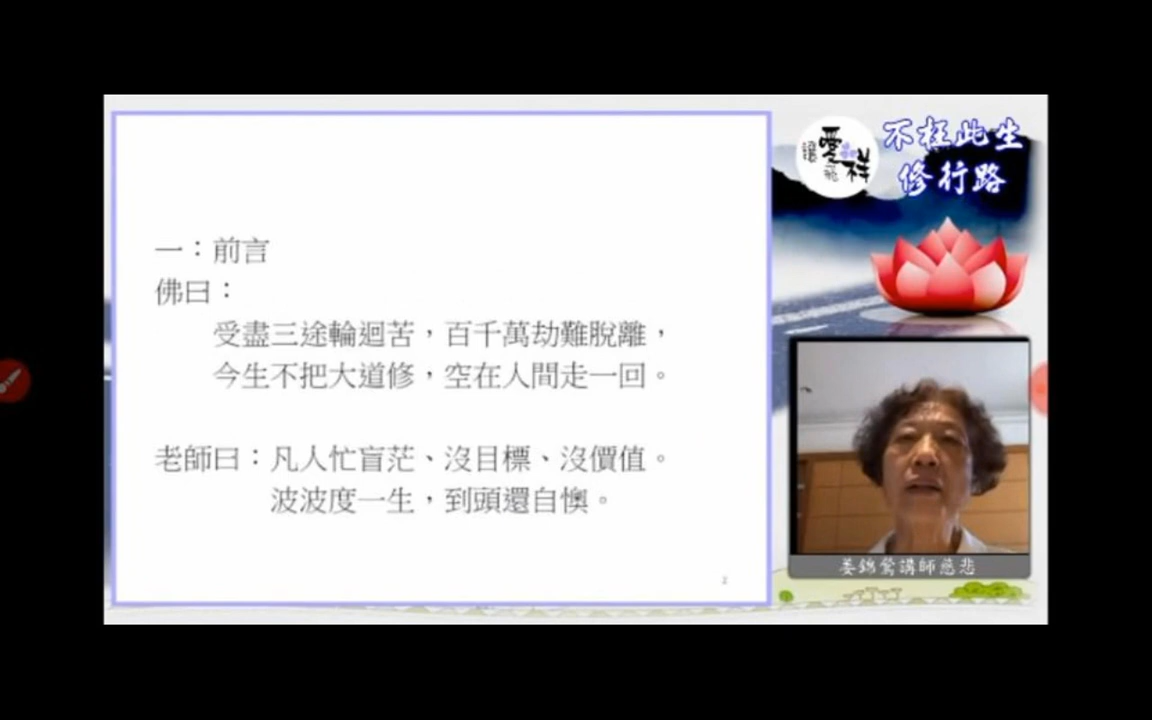 一：前言
佛曰：
受盡三途輪迴苦，百千萬劫難脫離，
今生不把大道修，空在人間走一回。
老師曰：凡人忙盲茫、沒目標、沒價值。
波波度一生，到頭還自懊。
2
愛
祥
不枉此生
修行路
姜錦鶯講師慈悲